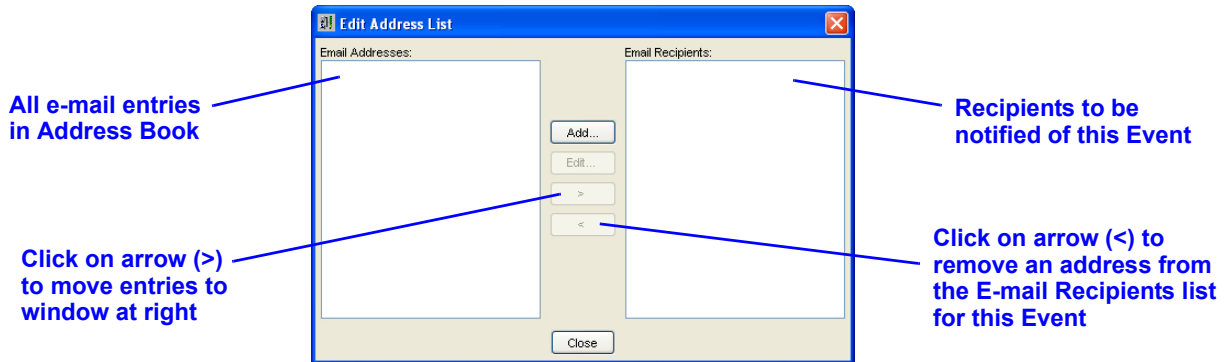 Edit Address List
Email Addresses:
Email Recipients:
All e-mail entries
in Address Book
Recipients to be
notified of this Event
Add...
Edit...
>
<
Click on arrow (>)
to move entries to
window at right
Click on arrow (<) to
remove an address from
the E-mail Recipients list
for this Event
Close